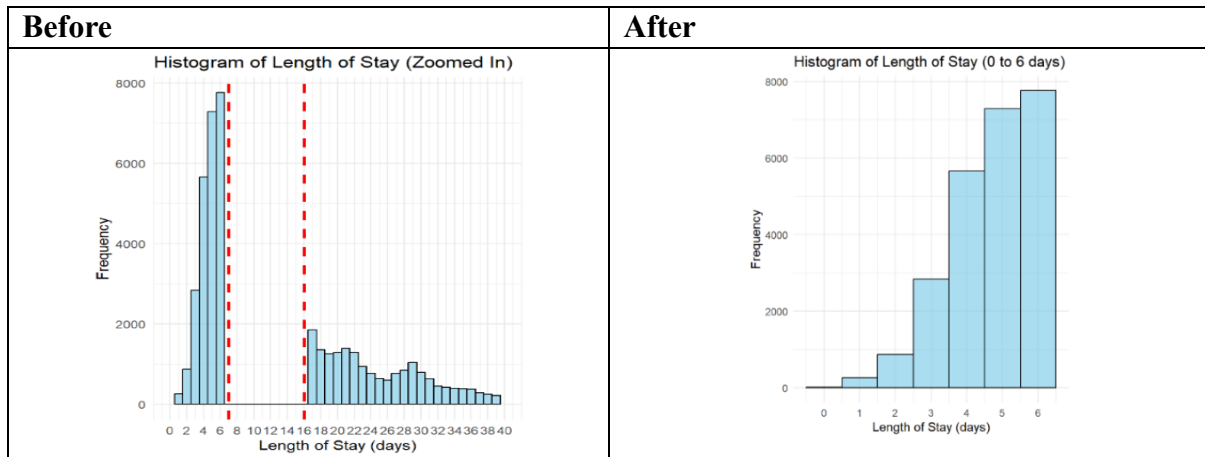 Before
After
Histogram of Length of Stay (Zoomed In)
8000
6000
4000
2000
0
Frequency
0 2 4 6 8 10 12 14 16 18 20 22 24 26 28 30 32 34 36 38 40
Length of Stay (days)
Histogram of Length of Stay (0 to 6 days)
8000
6000
4000
2000
0
Frequency
0 1 2 3 4 5 6
Length of Stay (days)